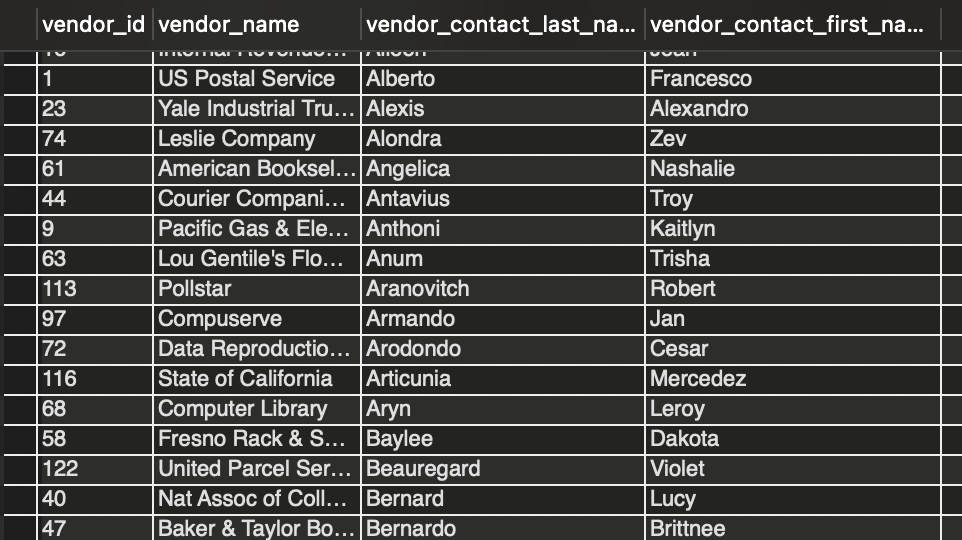 vendor_id vendor_name vendor_contact_last_na... vendor_contact_first_na...
1 US Postal Service Alberto Francesco
23 Yale Industrial Tru... Alexis Alexandro
74 Leslie Company Alondra Zev
61 American Booksel... Angelica Nashalie
44 Courier Compani... Antavius Troy
9 Pacific Gas & Ele... Anthoni Kaitlyn
63 Lou Gentile's Flo... Anum Trisha
113 Pollstar Aranovitch Robert
97 Compuserve Armando Jan
72 Data Reproductio... Arodondo Cesar
116 State of California Articunia Mercedez
68 Computer Library Aryn Leroy
58 Fresno Rack & S... Baylee Dakota
122 United Parcel Ser... Beauregard Violet
40 Nat Assoc of Coll... Bernard Lucy
47 Baker & Taylor Bo... Bernardo Brittnee